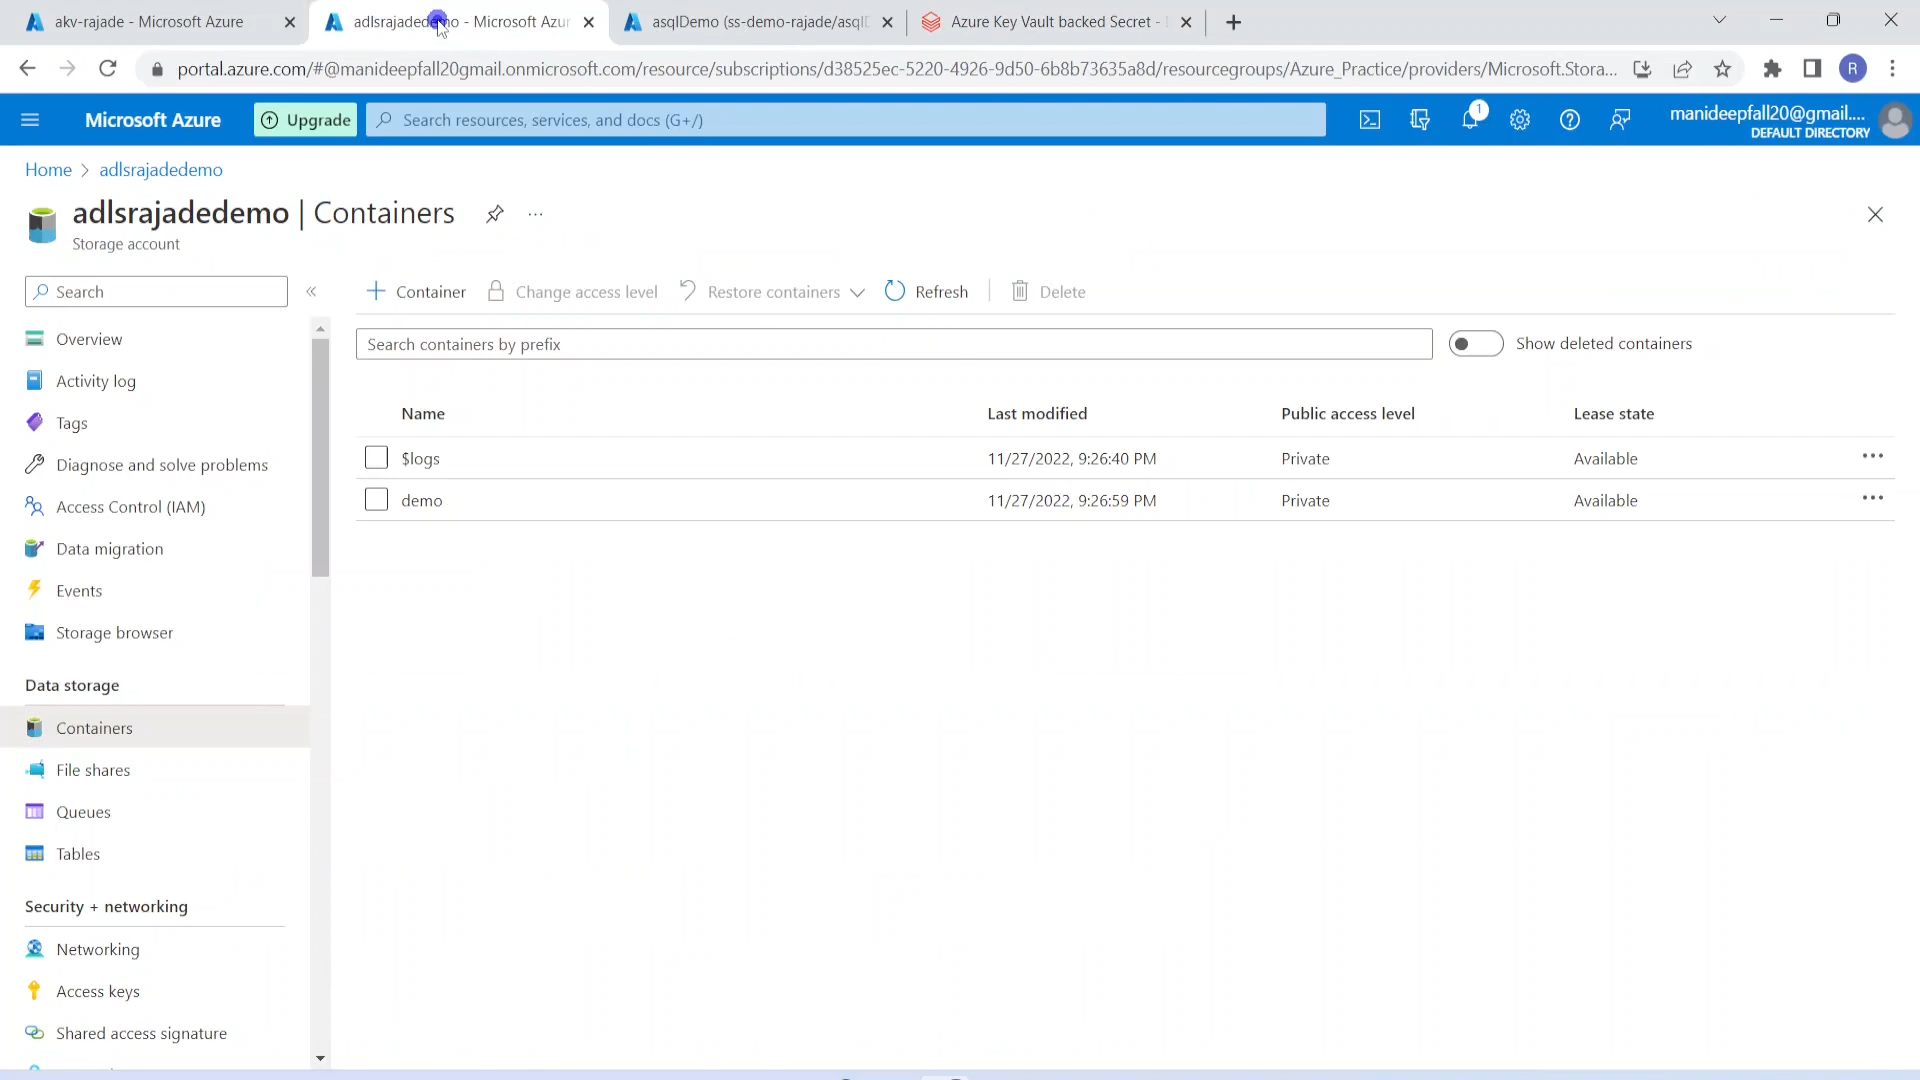 akv-rajade - Microsoft Azure
- Microsoft Azur
asqlDemo (ss-demo-rajade/asqlD
Azure Key Vault backed Secret -
portal.azure.com/#@manideepfall20gmail.onmicrosoft.com/resource/subscriptions/d38525ec-5220-4926-9d50-6b8b73635a8d/resourcegroups/Azure_Practice/providers/Microsoft.Stora...
R
Microsoft Azure
Upgrade
Search resources, services, and docs (G+/)
1
manideepfall20@gmail....
DEFAULT DIRECTORY
Home > adlsrajadedemo
adlsrajadedemo | Containers
...
Storage account
Search
«
+ Container
Change access level
Restore containers
Refresh
Delete
Search containers by prefix
Show deleted containers
Overview
Activity log
Tags
Diagnose and solve problems
Access Control (IAM)
Data migration
Events
Storage browser
Data storage
Containers
File shares
Queues
Tables
Security + networking
Networking
Access keys
Shared access signature
Name Last modified Public access level Lease state
$logs 11/27/2022, 9:26:40 PM Private Available ...
demo 11/27/2022, 9:26:59 PM Private Available ...